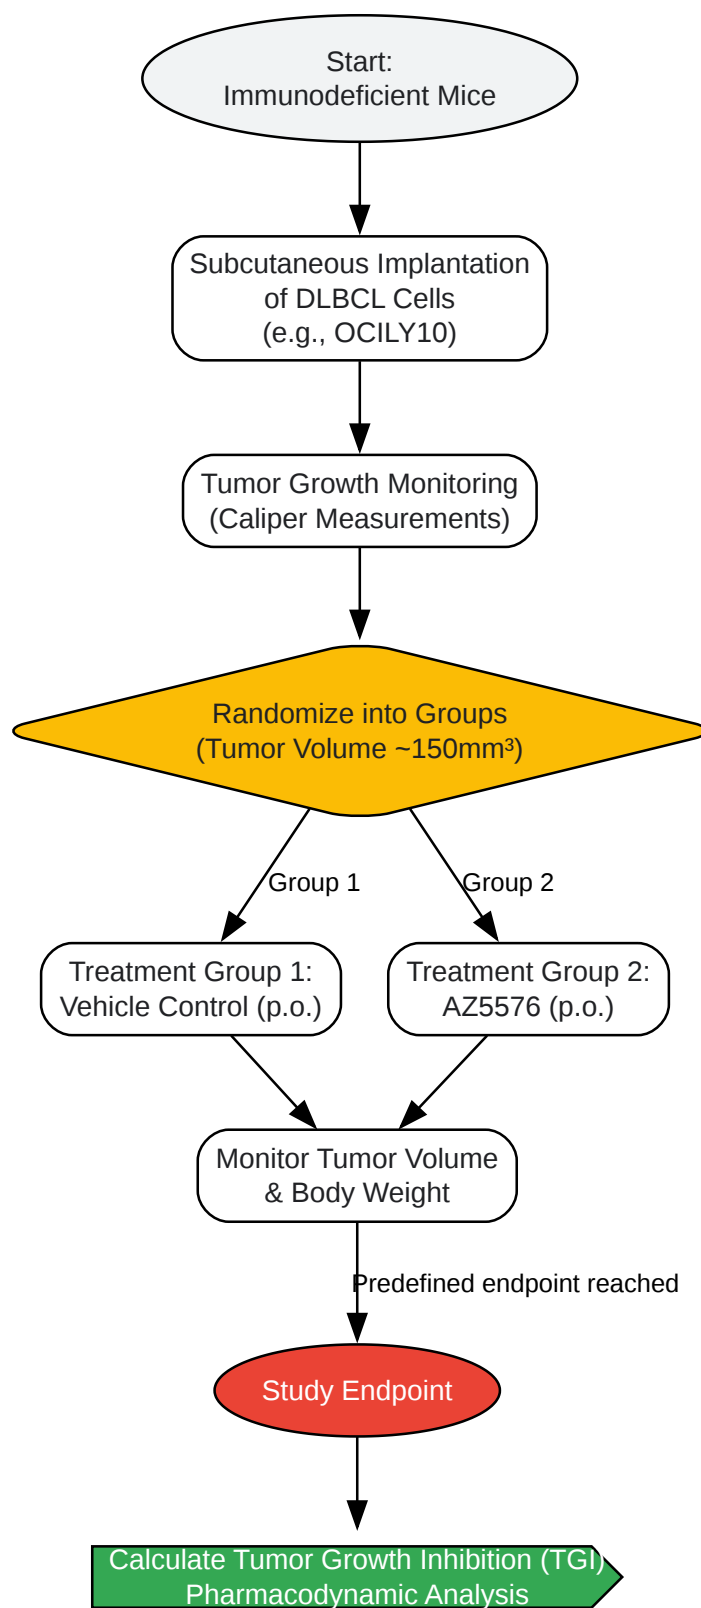 Start:
Immunodeficient Mice
Subcutaneous Implantation
of DLBCL Cells
(e.g., OCILY10)
Tumor Growth Monitoring
(Caliper Measurements)
Randomize into Groups
(Tumor Volume ~150mm³)
Group 1
Group 2
Treatment Group 1:
Vehicle Control (p.o.)
Treatment Group 2:
AZ5576 (p.o.)
Monitor Tumor Volume
& Body Weight
Predefined endpoint reached
Study Endpoint
Calculate Tumor Growth Inhibition (TGI)
Pharmacodynamic Analysis